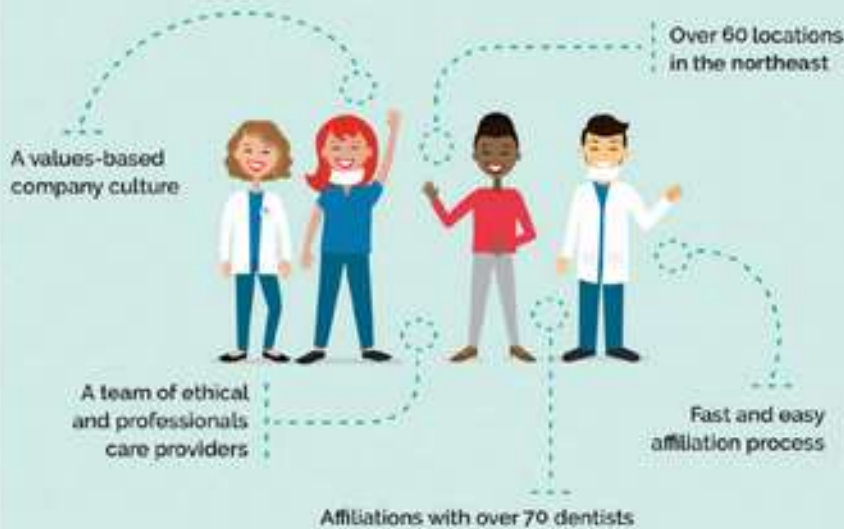 Over 60 locations
in the northeast
A values-based
company culture
A team of ethical
and professionals
care providers
Fast and easy
affiliation process
Affiliations with over 70 dentists